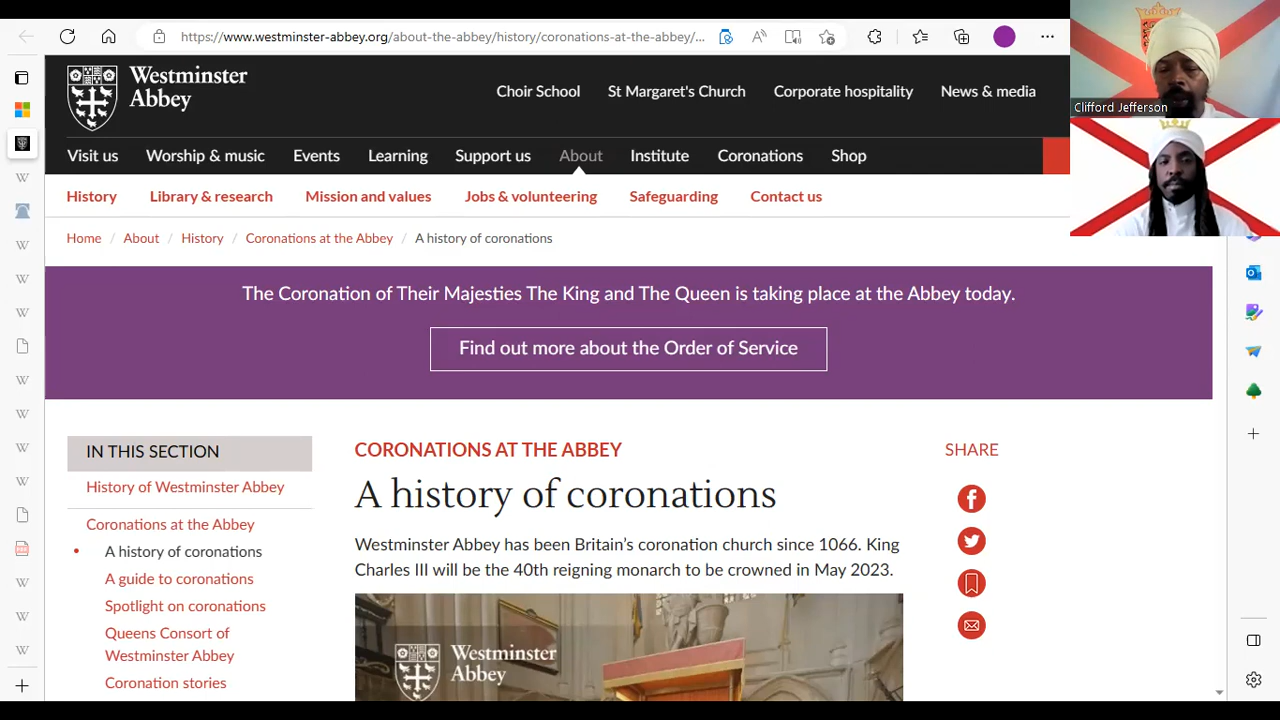 https://www.westminster-abbey.org/about-the-abbey/history/coronations-at-the-abbey/...
Westminster
Abbey
Choir School
St Margaret's Church
Corporate hospitality
News & media
Clifford Jefferson
Visit us
Worship & music
Events
Learning
Support us
About
Institute
Coronations
Shop
History
Library & research
Mission and values
Jobs & volunteering
Safeguarding
Contact us
Home / About / History / Coronations at the Abbey / A history of coronations
The Coronation of Their Majesties The King and The Queen is taking place at the Abbey today.
Find out more about the Order of Service
IN THIS SECTION
History of Westminster Abbey
Coronations at the Abbey
A history of coronations
A guide to coronations
Spotlight on coronations
Queens Consort of
Westminster Abbey
Coronation stories
CORONATIONS AT THE ABBEY
A history of coronations
Westminster Abbey has been Britain’s coronation church since 1066. King
Charles III will be the 40th reigning monarch to be crowned in May 2023.
Westminster
Abbey
SHARE